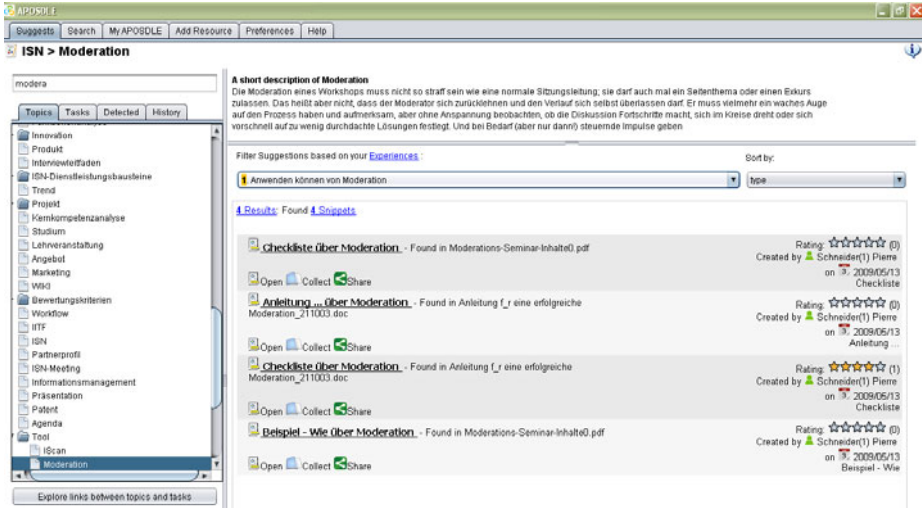 APOSDLE
Suggests Search My APOSDLE Add Resource Preferences Help
ISN > Moderation
modera
Topics Tasks Detected History
Innovation
Produkt
Interviewleitfaden
ISN-Dienstleistungsbausteine
Trend
Projekt
Kernkompetenzanalyse
Studium
Lehrveranstaltung
Angebot
Marketing
WIKI
Bewertungskriterien
Workflow
IITF
ISN
Partnerprofil
ISN-Meeting
Informationsmanagement
Präsentation
Patent
Agenda
Tool
IScan
Moderation
Explore links between topics and tasks
A short description of Moderation
Die Moderation eines Workshops muss nicht so straff sein wie eine normale Sitzungsleitung; sie darf auch mal ein Seitenthema oder einen Exkurs
zulassen. Das heißt aber nicht, dass der Moderator sich zurücklehnen und den Verlauf sich selbst überlassen darf. Er muss vielmehr ein waches Auge
auf den Prozess haben und aufmerksam, aber ohne Anspannung beobachten, ob die Diskussion Fortschritte macht, sich im Kreise dreht oder sich
vorschnell auf zu wenig durchdachte Lösungen festlegt. Und bei Bedarf (aber nur dann!) steuernde Impulse geben
Filter Suggestions based on your Experiences :
Sort by:
1 Anwenden können von Moderation
type
4 Results: Found 4 Snippets
Checkliste über Moderation - Found in Moderations-Seminar-Inhalte0.pdf
Rating: (0)
Created by Schneider(1) Pierre
on 3. 2009/05/13
Checkliste
Open Collect Share
Anleitung ... über Moderation - Found in Anleitung f_r eine erfolgreiche
Moderation_211003.doc
Rating: (0)
Created by Schneider(1) Pierre
on 3. 2009/05/13
Anleitung ...
Open Collect Share
Checkliste über Moderation - Found in Anleitung f_r eine erfolgreiche
Moderation_211003.doc
Rating: (1)
Created by Schneider(1) Pierre
on 3. 2009/05/13
Checkliste
Open Collect Share
Beispiel - Wie über Moderation - Found in Moderations-Seminar-Inhalte0.pdf
Rating: (0)
Created by Schneider(1) Pierre
on 3. 2009/05/13
Beispiel - Wie
Open Collect Share